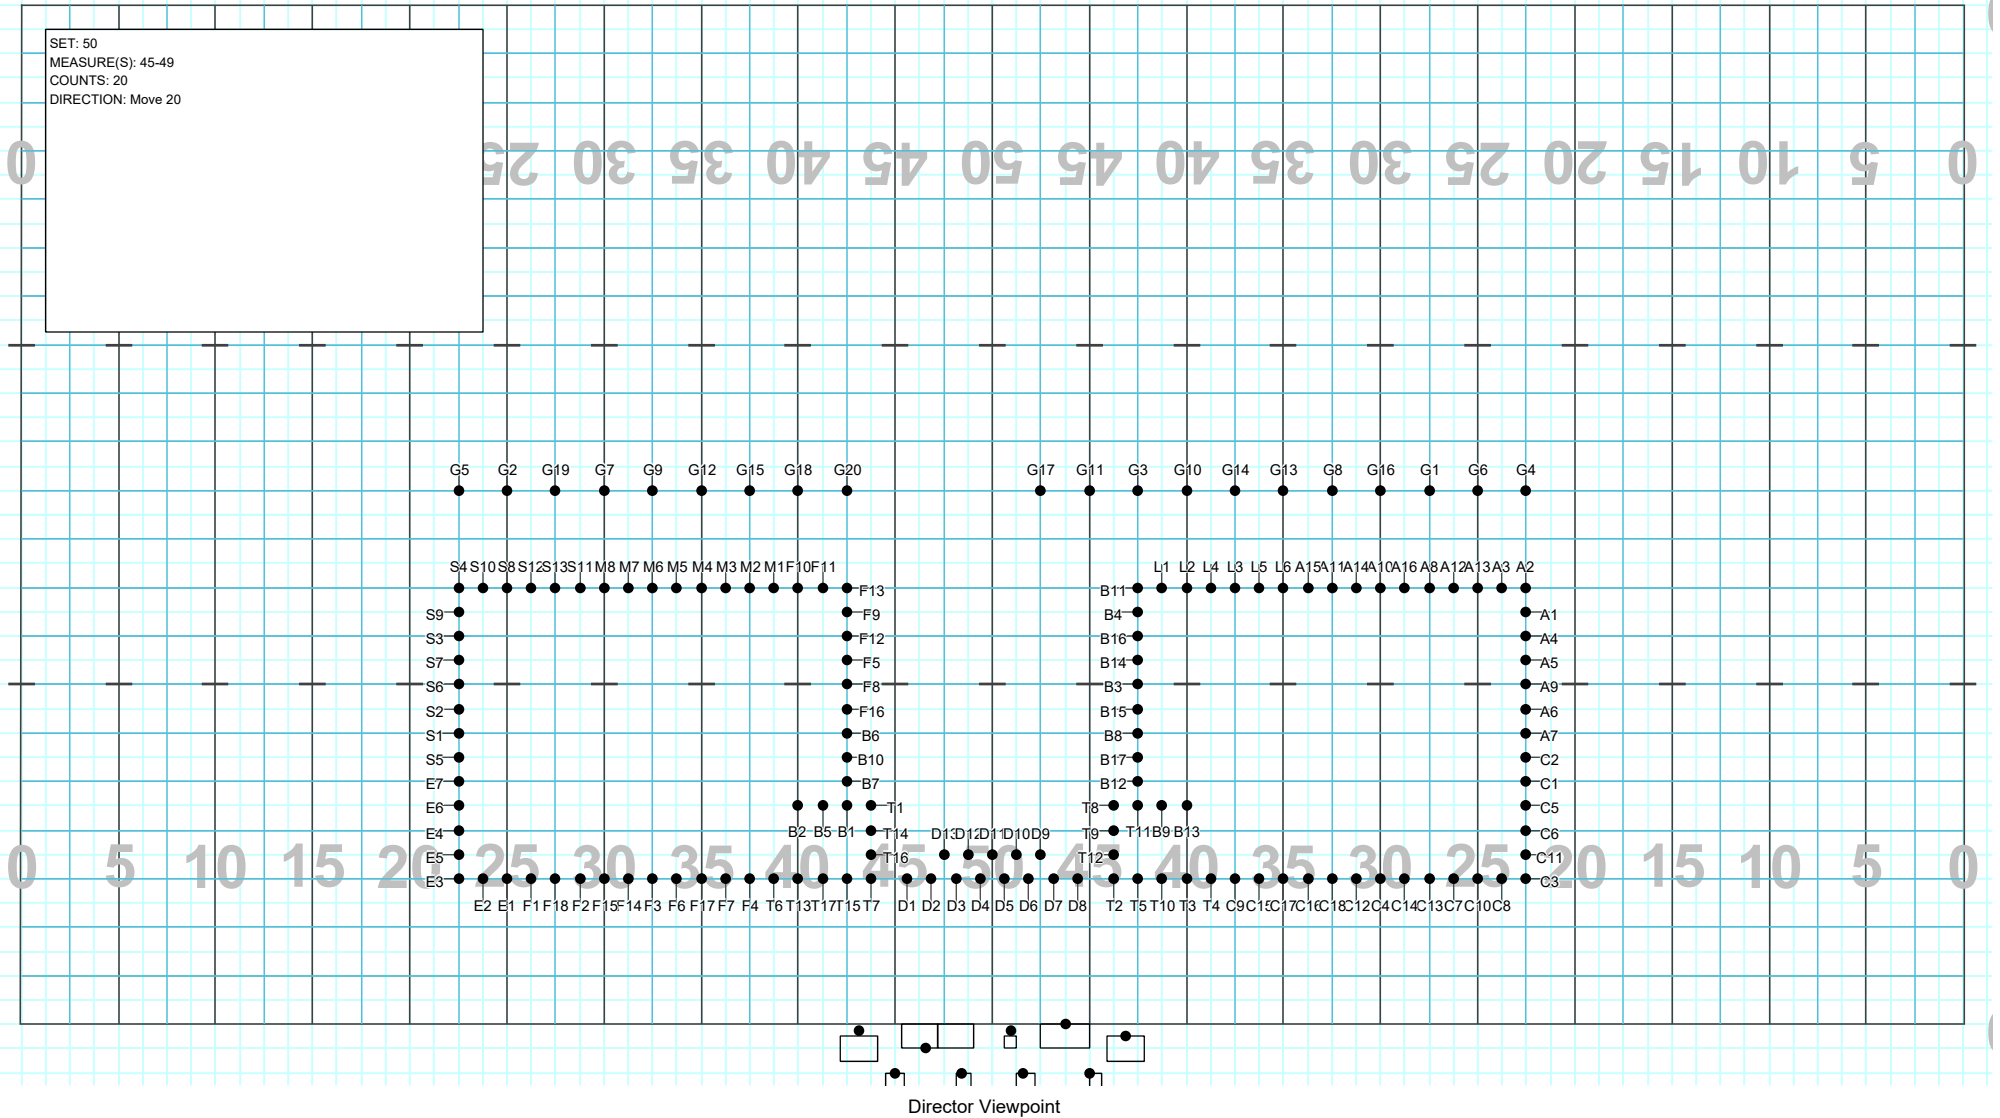 SET: 50
MEASURE(S): 45-49
COUNTS: 20
DIRECTION: Move 20
0 25 30 35 40 45 50 45 40 35 30 25 20 15 10 5 0
G5 G2 G19 G7 G9 G12 G15 G18 G20 G17 G11 G3 G10 G14 G13 G8 G16 G1 G6 G4
S4 S10 S8 S12 S13 S11 M8 M7 M6 M5 M4 M3 M2 M1 F10 F11 L1 L2 L4 L3 L5 L6 A15 A11 A14 A10 A16 A8 A12 A13 A3 A2
F13 B11
S9 F9 B4 A1
S3 F12 B16 A4
S7 F5 B14 A5
S6 F8 B3 A9
S2 F16 B15 A6
S1 B6 B8 A7
S5 B10 B17 C2
E7 B7 B12 C1
E6 T1 T8 C5
E4 B2 B5 B1 T14 D13 D12 D11 D10 D9 T9 T11 B9 B13 C6
E5 T16 T12 C11
0 5 10 15 20 25 30 35 40 45 50 45 40 35 30 25 20 15 10 5 0
E3 C3
E2 E1 F1 F18 F2 F15 F14 F3 F6 F17 F7 F4 T6 T13 T17 T15 T7 D1 D2 D3 D4 D5 D6 D7 D8 T2 T5 T10 T3 T4 C9 C15 C17 C16 C18 C12 C4 C14 C13 C7 C10 C8
Director Viewpoint